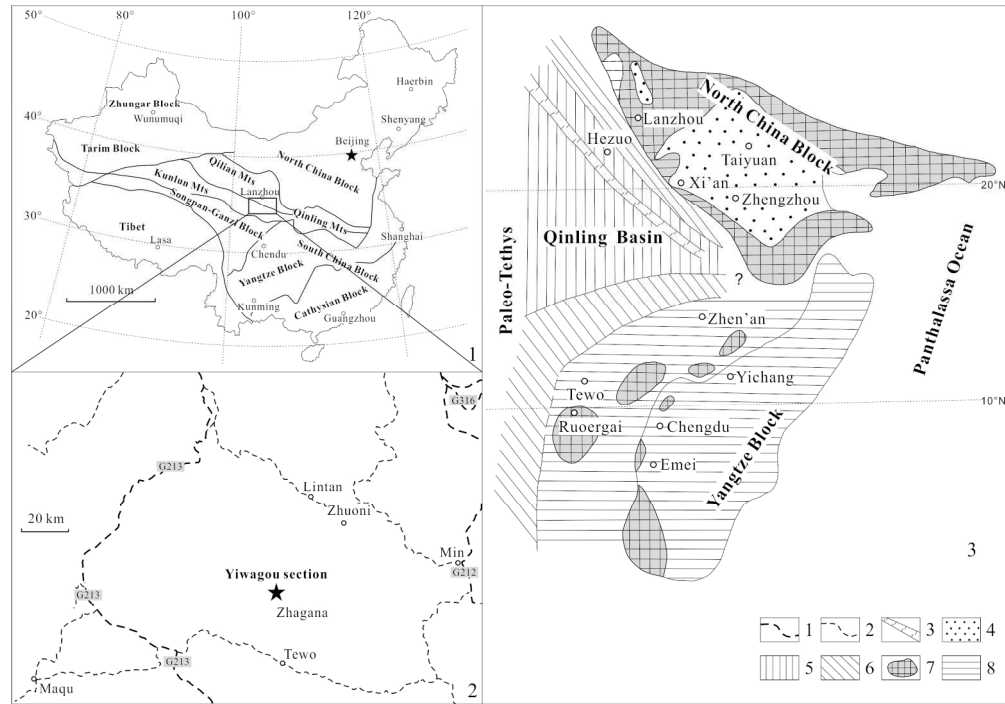 50°
80°
100°
120°
40°
30°
20°
90°
100°
110°
Haerbin
Zhungar Block
Wunumuqi
Shenyang
Beijing
Tarim Block
Qilian Mts
North China Block
Kunlun Mts
Lanzhou
Songpan-Ganzi Block
Qinling Mts
Tibet
Lasa
Chendu
Shanghai
South China Block
Yangtze Block
1000 km
Kunming
Cathysian Block
Guangzhou
1
G316
G213
Lintan
20 km
Zhuoni
Min
G212
Yiwagou section
G213
Zhagana
G213
Tewo
Maqu
2
North China Block
Lanzhou
Hezuo
Taiyuan
Xi'an
20°N
Zhengzhou
Qinling Basin
Paleo-Tethys
Panthalassa Ocean
?
Zhen'an
Yichang
Tewo
10°N
Ruoergai
Chengdu
Emei
Yangtze Block
3
1 2 3 4
5 6 7 8